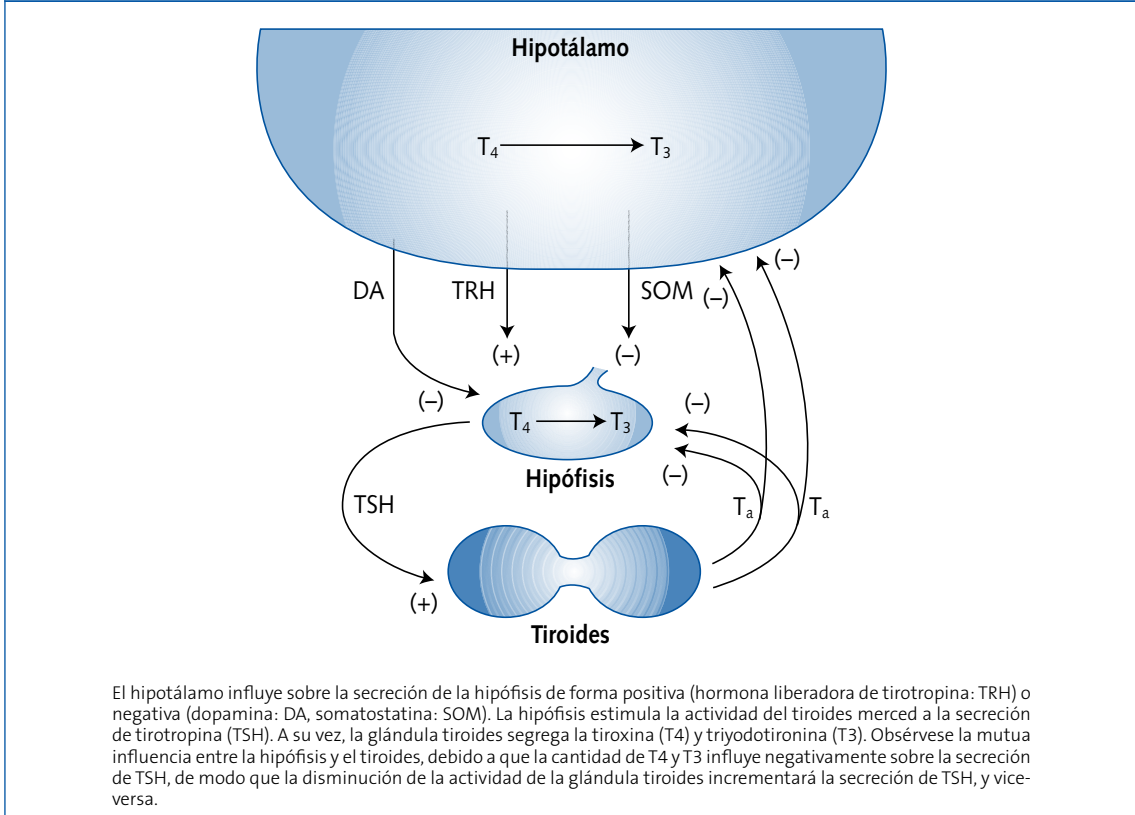 Hipotálamo
T4 T3
DA TRH SOM (–) (–)
(+) (–)
(–) (–)
T4 T3
(–)
Hipófisis
TSH Ta Ta
(+)
Tiroides
El hipotálamo influye sobre la secreción de la hipófisis de forma positiva (hormona liberadora de tirotropina: TRH) o
negativa (dopamina: DA, somatostatina: SOM). La hipófisis estimula la actividad del tiroides merced a la secreción
de tirotropina (TSH). A su vez, la glándula tiroides segrega la tiroxina (T4) y triyodotironina (T3). Obsérvese la mutua
influencia entre la hipófisis y el tiroides, debido a que la cantidad de T4 y T3 influye negativamente sobre la secreción
de TSH, de modo que la disminución de la actividad de la glándula tiroides incrementará la secreción de TSH, y vice-
versa.